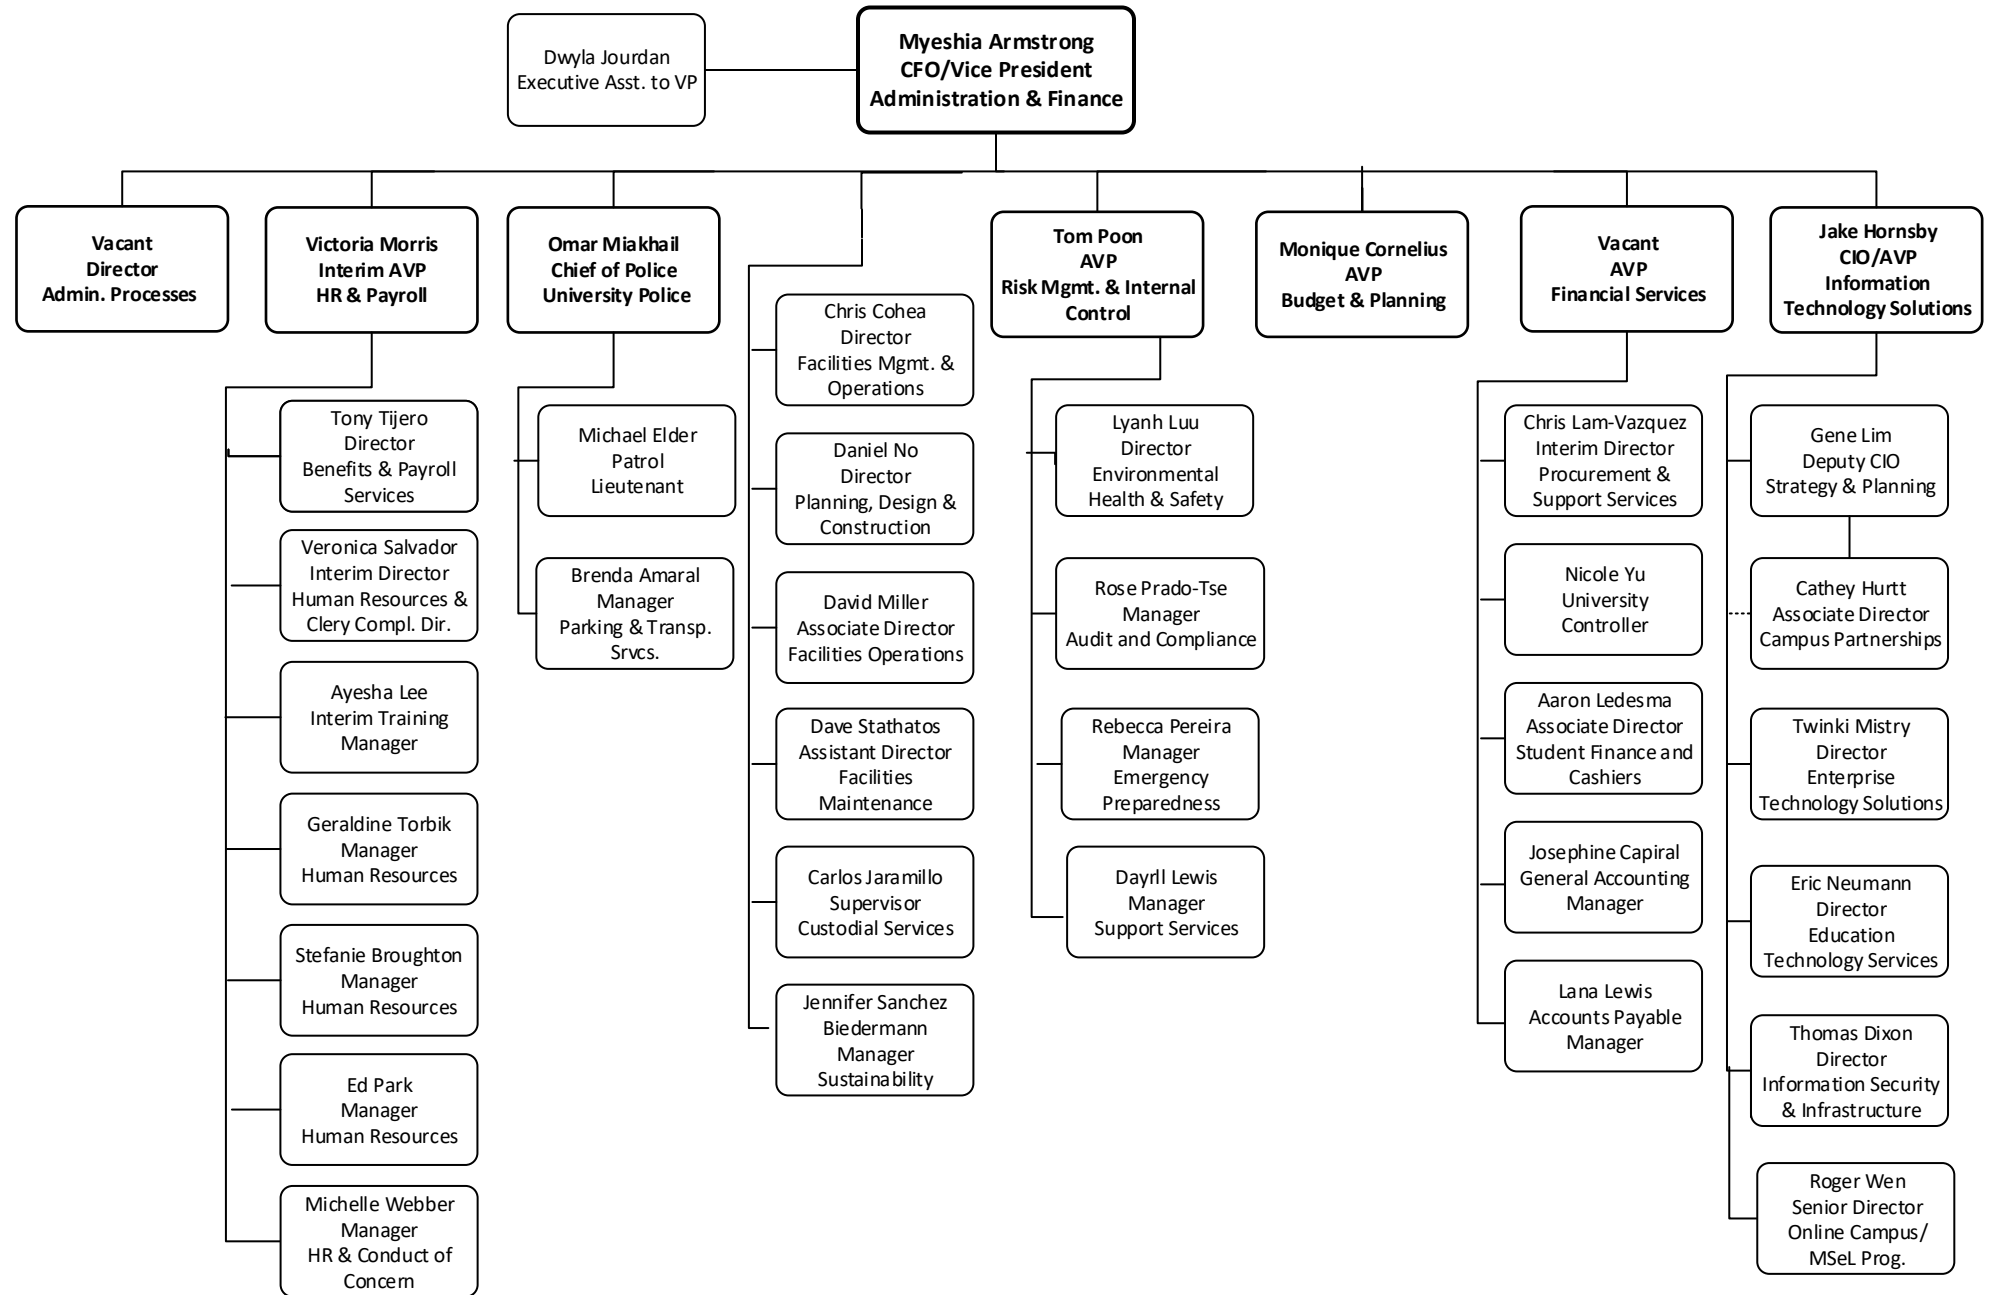 Dwyla Jourdan
Executive Asst. to VP
Myeshia Armstrong
CFO/Vice President
Administration & Finance
Vacant
Director
Admin. Processes
Victoria Morris
Interim AVP
HR & Payroll
Omar Miakhail
Chief of Police
University Police
Tom Poon
AVP
Risk Mgmt. & Internal
Control
Monique Cornelius
AVP
Budget & Planning
Vacant
AVP
Financial Services
Jake Hornsby
CIO/AVP
Information
Technology Solutions
Tony Tijero
Director
Benefits & Payroll
Services
Veronica Salvador
Interim Director
Human Resources &
Clery Compl. Dir.
Ayesha Lee
Interim Training
Manager
Geraldine Torbik
Manager
Human Resources
Stefanie Broughton
Manager
Human Resources
Ed Park
Manager
Human Resources
Michelle Webber
Manager
HR & Conduct of
Concern
Michael Elder
Patrol
Lieutenant
Brenda Amaral
Manager
Parking & Transp.
Srvcs.
Chris Cohea
Director
Facilities Mgmt. &
Operations
Daniel No
Director
Planning, Design &
Construction
David Miller
Associate Director
Facilities Operations
Dave Stathatos
Assistant Director
Facilities
Maintenance
Carlos Jaramillo
Supervisor
Custodial Services
Jennifer Sanchez
Biedermann
Manager
Sustainability
Lyanh Luu
Director
Environmental
Health & Safety
Rose Prado-Tse
Manager
Audit and Compliance
Rebecca Pereira
Manager
Emergency
Preparedness
Dayrll Lewis
Manager
Support Services
Chris Lam-Vazquez
Interim Director
Procurement &
Support Services
Nicole Yu
University
Controller
Aaron Ledesma
Associate Director
Student Finance and
Cashiers
Josephine Capiral
General Accounting
Manager
Lana Lewis
Accounts Payable
Manager
Gene Lim
Deputy CIO
Strategy & Planning
Cathey Hurtt
Associate Director
Campus Partnerships
Twinki Mistry
Director
Enterprise
Technology Solutions
Eric Neumann
Director
Education
Technology Services
Thomas Dixon
Director
Information Security
& Infrastructure
Roger Wen
Senior Director
Online Campus/
MSeL Prog.